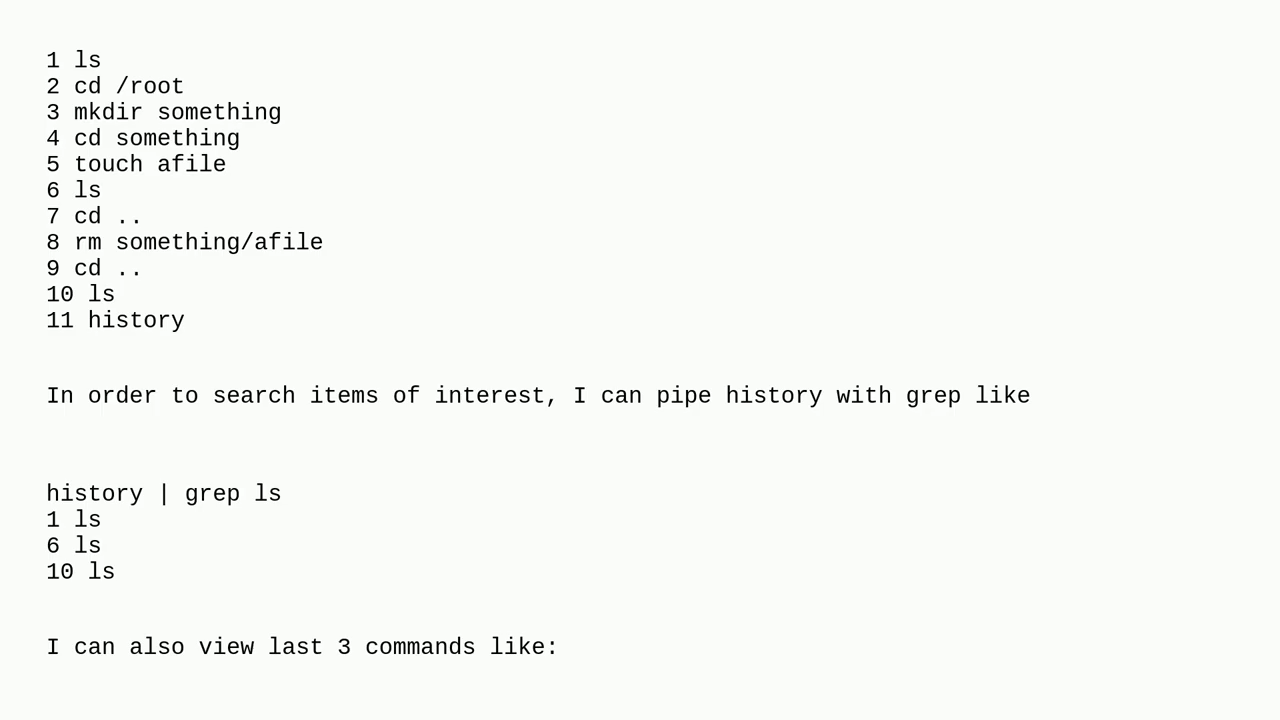 1 ls
2 cd /root
3 mkdir something
4 cd something
5 touch afile
6 ls
7 cd ..
8 rm something/afile
9 cd ..
10 ls
11 history
In order to search items of interest, I can pipe history with grep like
history | grep ls
1 ls
6 ls
10 ls
I can also view last 3 commands like: